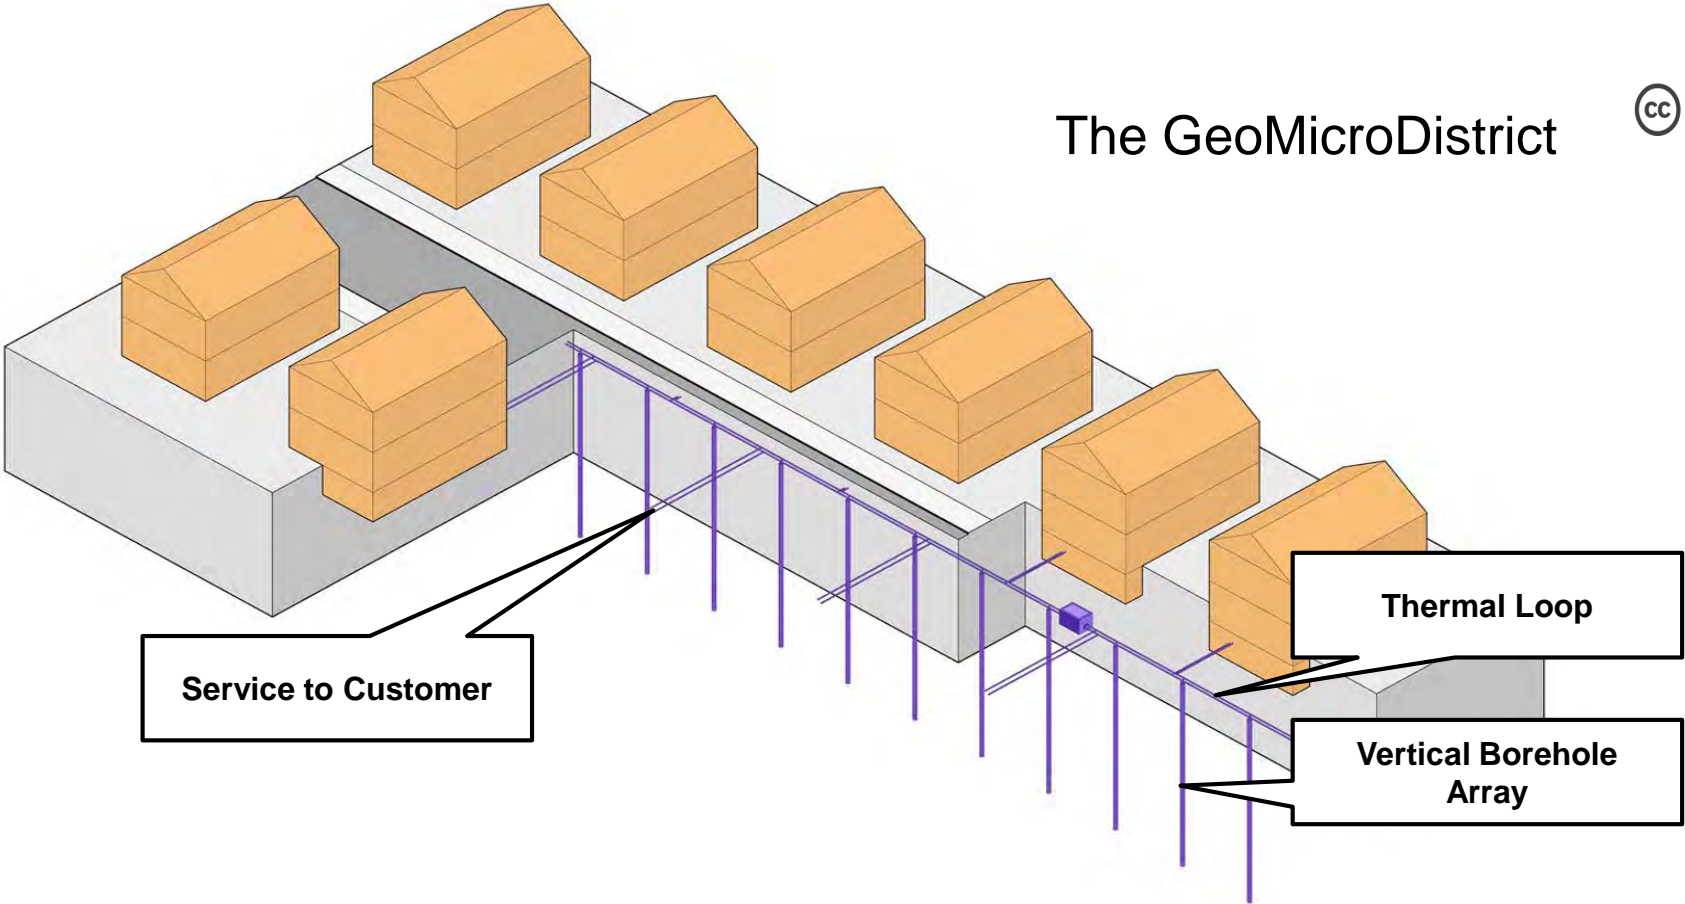 The GeoMicroDistrict
cc
Thermal Loop
Service to Customer
Vertical Borehole
Array